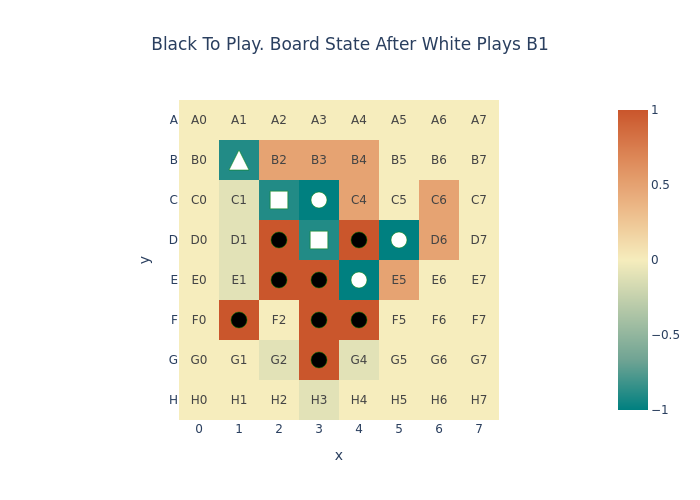 Black To Play. Board State After White Plays B1
A A0 A1 A2 A3 A4 A5 A6 A7
B B0 B2 B3 B4 B5 B6 B7
C C0 C1 C4 C5 C6 C7
D D0 D1 D6 D7
E E0 E1 E5 E6 E7
F F0 F2 F5 F6 F7
G G0 G1 G2 G4 G5 G6 G7
H H0 H1 H2 H3 H4 H5 H6 H7
0 1 2 3 4 5 6 7
x
y
1
0.5
0
−0.5
−1